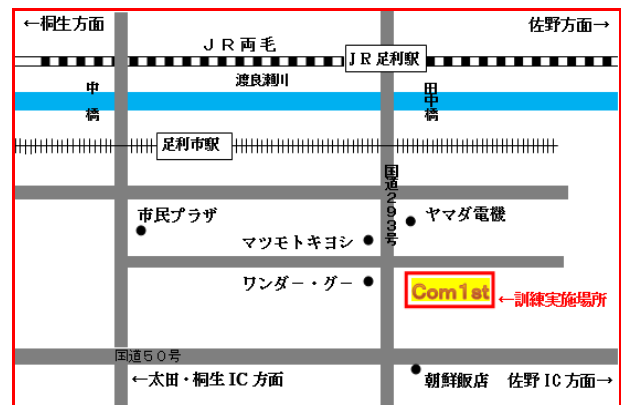 ←桐生方面
佐野方面→
ＪＲ両毛
ＪＲ足利駅
中橋
渡良瀬川
田中橋
足利市駅
国道２９３号
市民プラザ
ヤマダ電機
マツモトキヨシ
ワンダー・グー
Com1st
←訓練実施場所
国道５０号
←太田・桐生 IC 方面
朝鮮飯店
佐野 IC 方面→